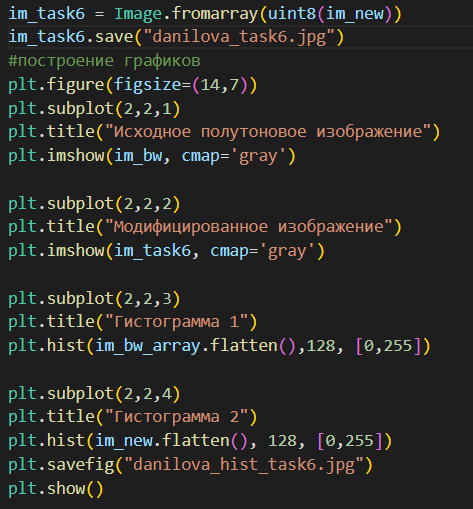 im_task6 = Image.fromarray(uint8(im_new))
im_task6.save("danilova_task6.jpg")
#построение графиков
plt.figure(figsize=(14,7))
plt.subplot(2,2,1)
plt.title("Исходное полутоновое изображение")
plt.imshow(im_bw, cmap='gray')
plt.subplot(2,2,2)
plt.title("Модифицированное изображение")
plt.imshow(im_task6, cmap='gray')
plt.subplot(2,2,3)
plt.title("Гистограмма 1")
plt.hist(im_bw_array.flatten(),128, [0,255])
plt.subplot(2,2,4)
plt.title("Гистограмма 2")
plt.hist(im_new.flatten(), 128, [0,255])
plt.savefig("danilova_hist_task6.jpg")
plt.show()